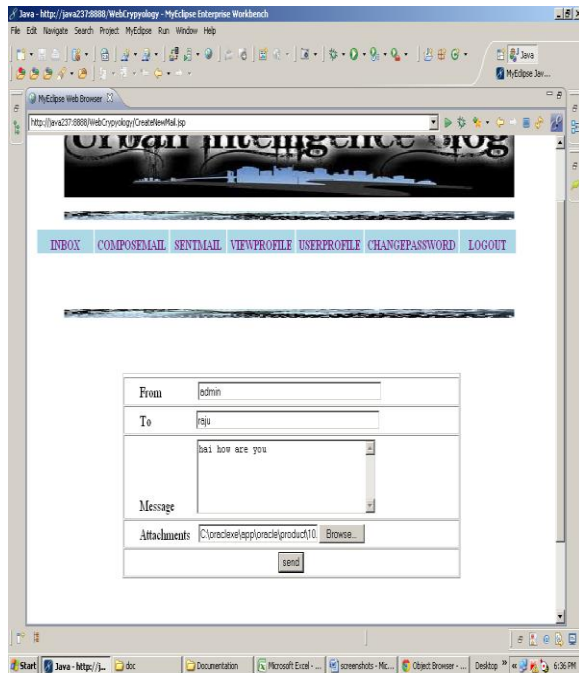 Java - http://java237:8888/WebCrypyology - MyEclipse Enterprise Workbench
File Edit Navigate Search Project MyEclipse Run Window Help
Java
MyEclipse Jav...
MyEclipse Web Browser
http://java237:8888/WebCrypyology/CreateNewMail.jsp
Urban Intelligence Blog
INBOX COMPOSEMAIL SENTMAIL VIEWPROFILE USERPROFILE CHANGEPASSWORD LOGOUT
From admin
To raju
hai how are you
Message
Attachments C:\oraclexe\app\oracle\product\10. Browse...
send
Start Java - http://j... doc Documentation Microsoft Excel - ... screenshots - Mic... Object Browser - ... Desktop 6:36 PM